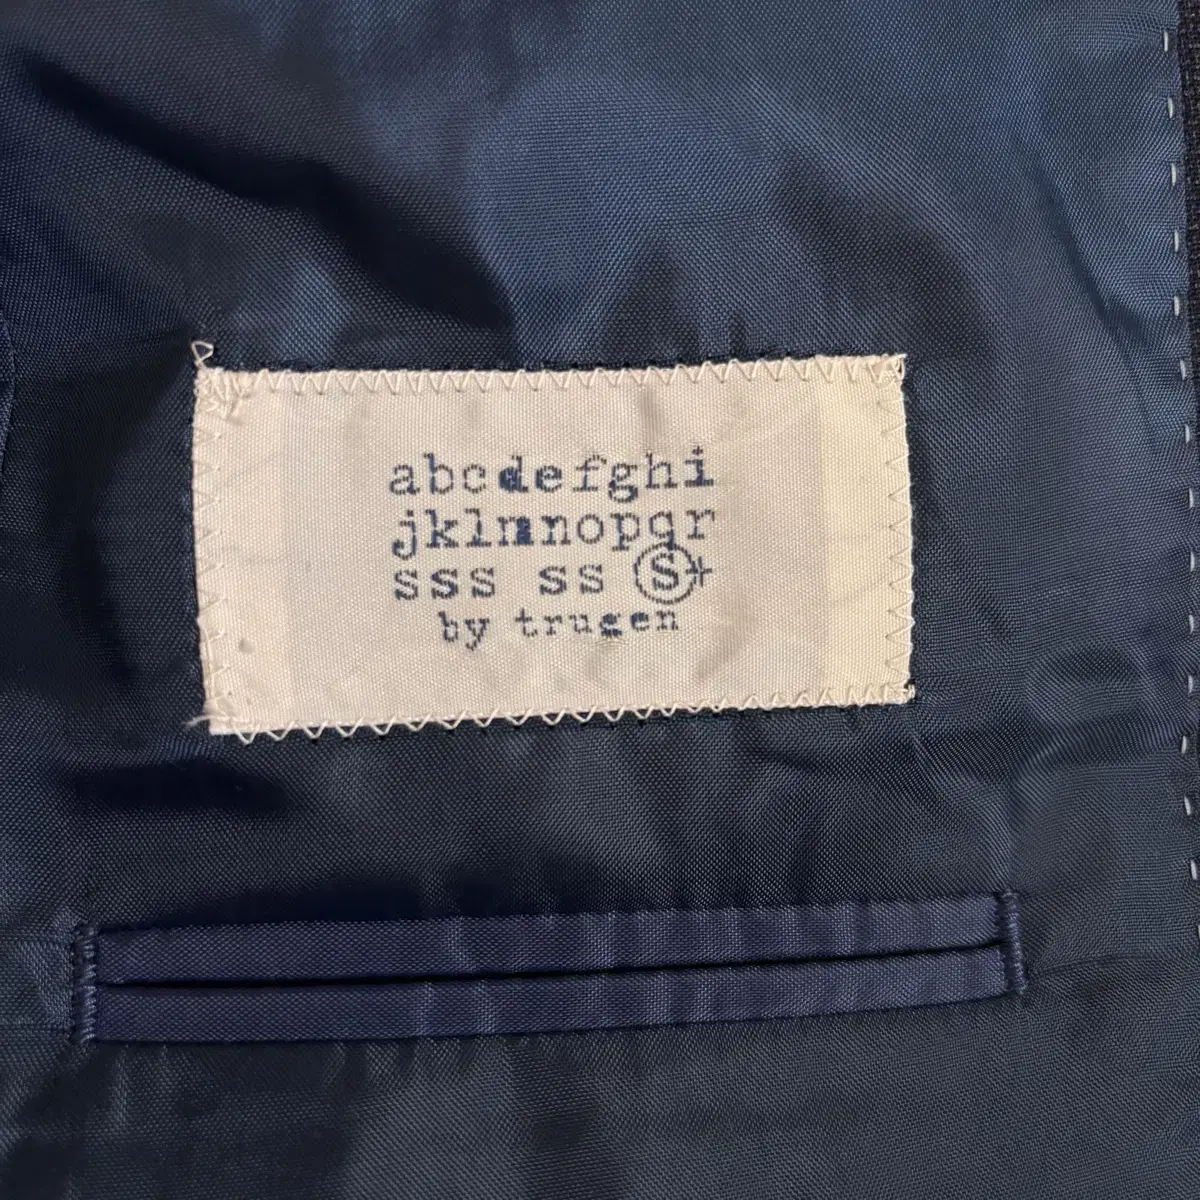 abcdefghi
jklmnopqr
sss ss S+
by trugen